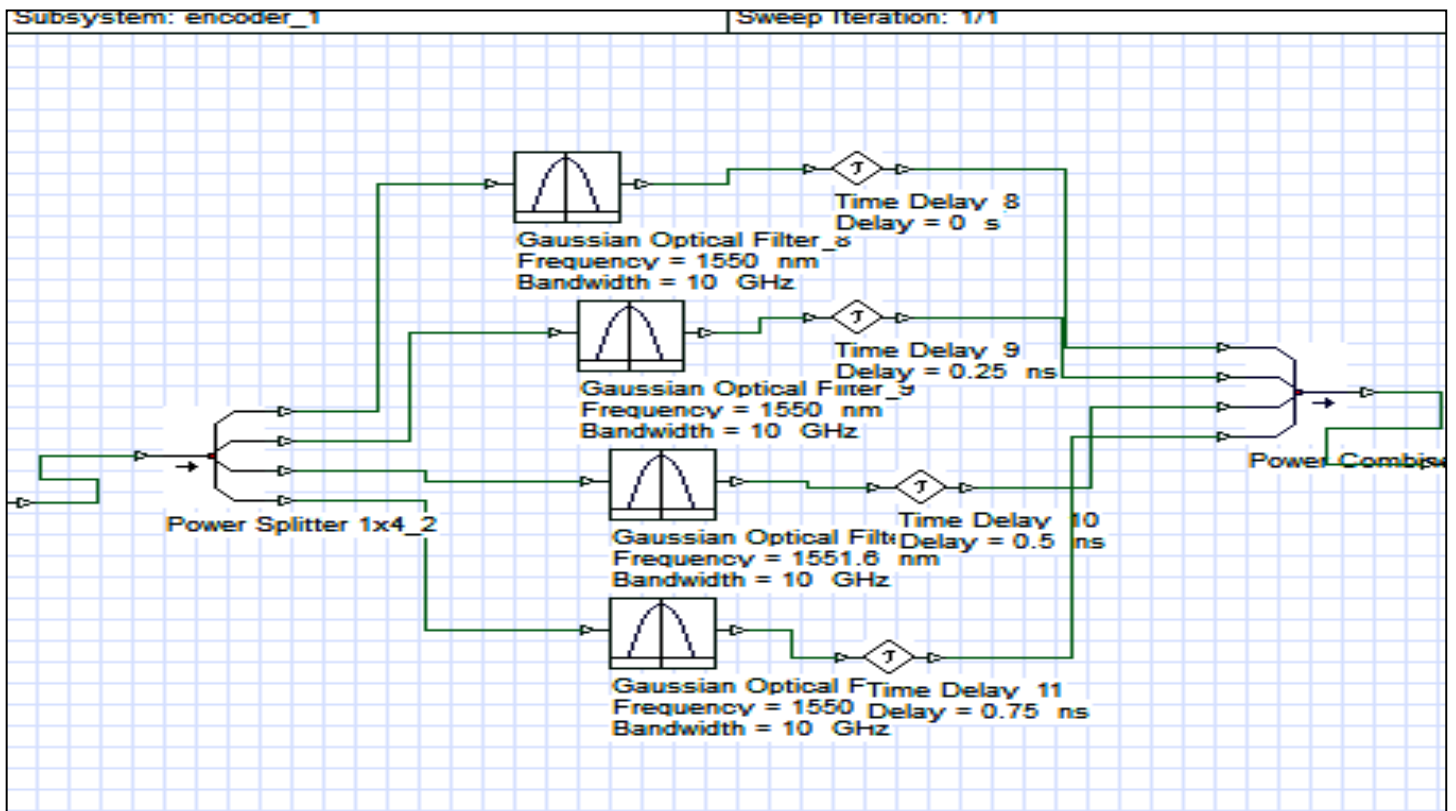 Subsystem: encoder_1
Sweep Iteration: 1/1
Time Delay_8
Delay = 0 s
Gaussian Optical Filter_8
Frequency = 1550 nm
Bandwidth = 10 GHz
Time Delay_9
Delay = 0.25 ns
Gaussian Optical Filter_9
Frequency = 1550 nm
Bandwidth = 10 GHz
Power Splitter 1x4_2
Power Combine
Time Delay_10
Delay = 0.5 ns
Gaussian Optical Filte
Frequency = 1551.6 nm
Bandwidth = 10 GHz
Time Delay_11
Delay = 0.75 ns
Gaussian Optical F
Frequency = 1550
Bandwidth = 10 GHz